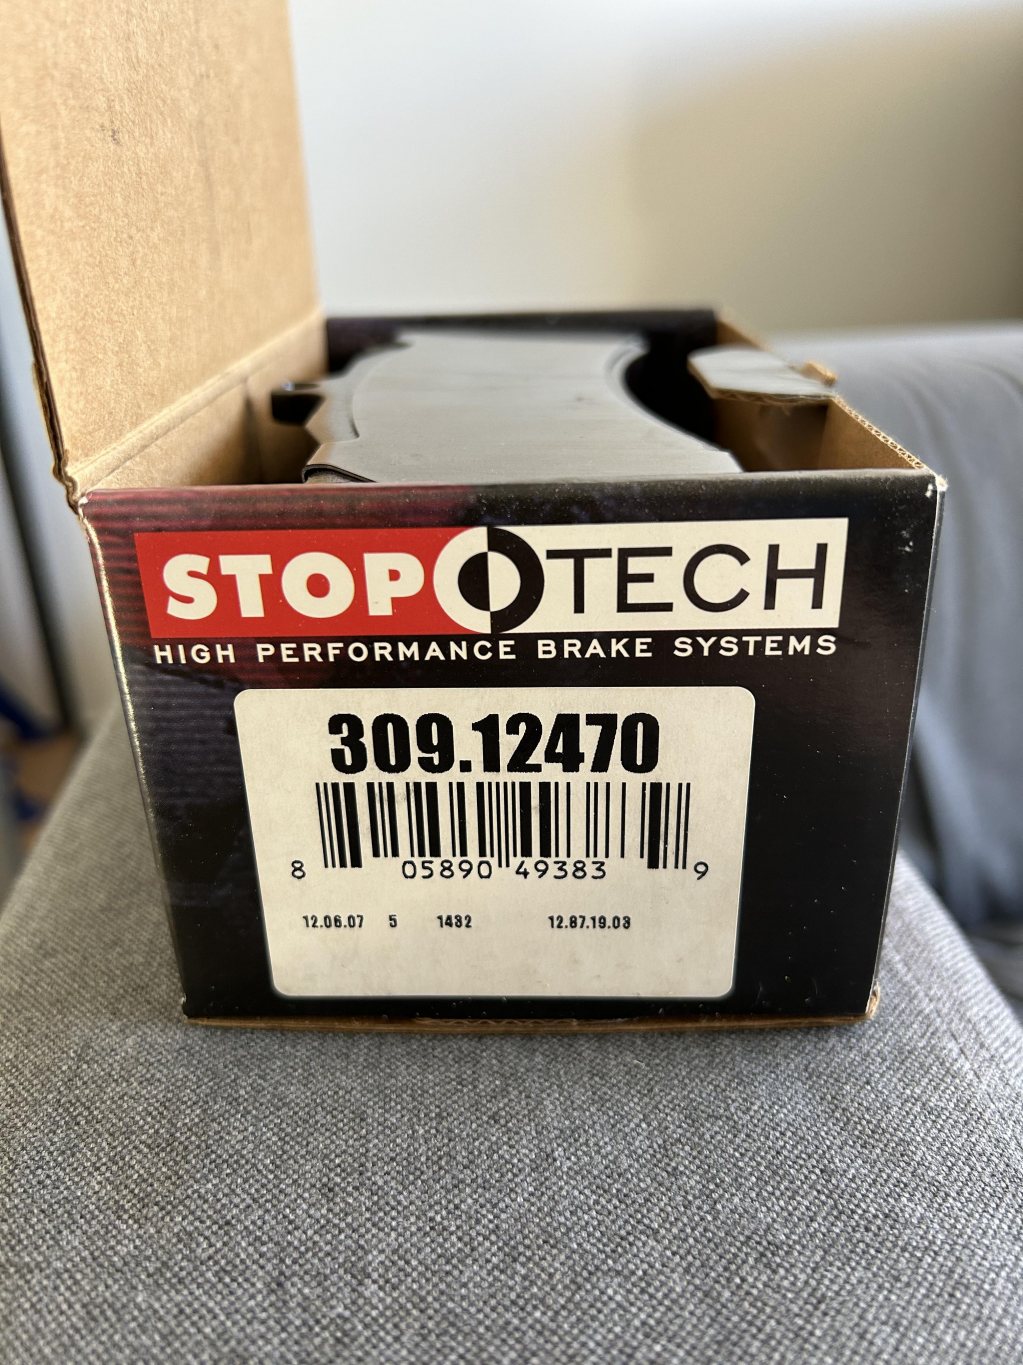 STOPTECH
HIGH PERFORMANCE BRAKE SYSTEMS
309.12470
8 05890 49383 9
12.06.07 5 1432 12.87.19.03